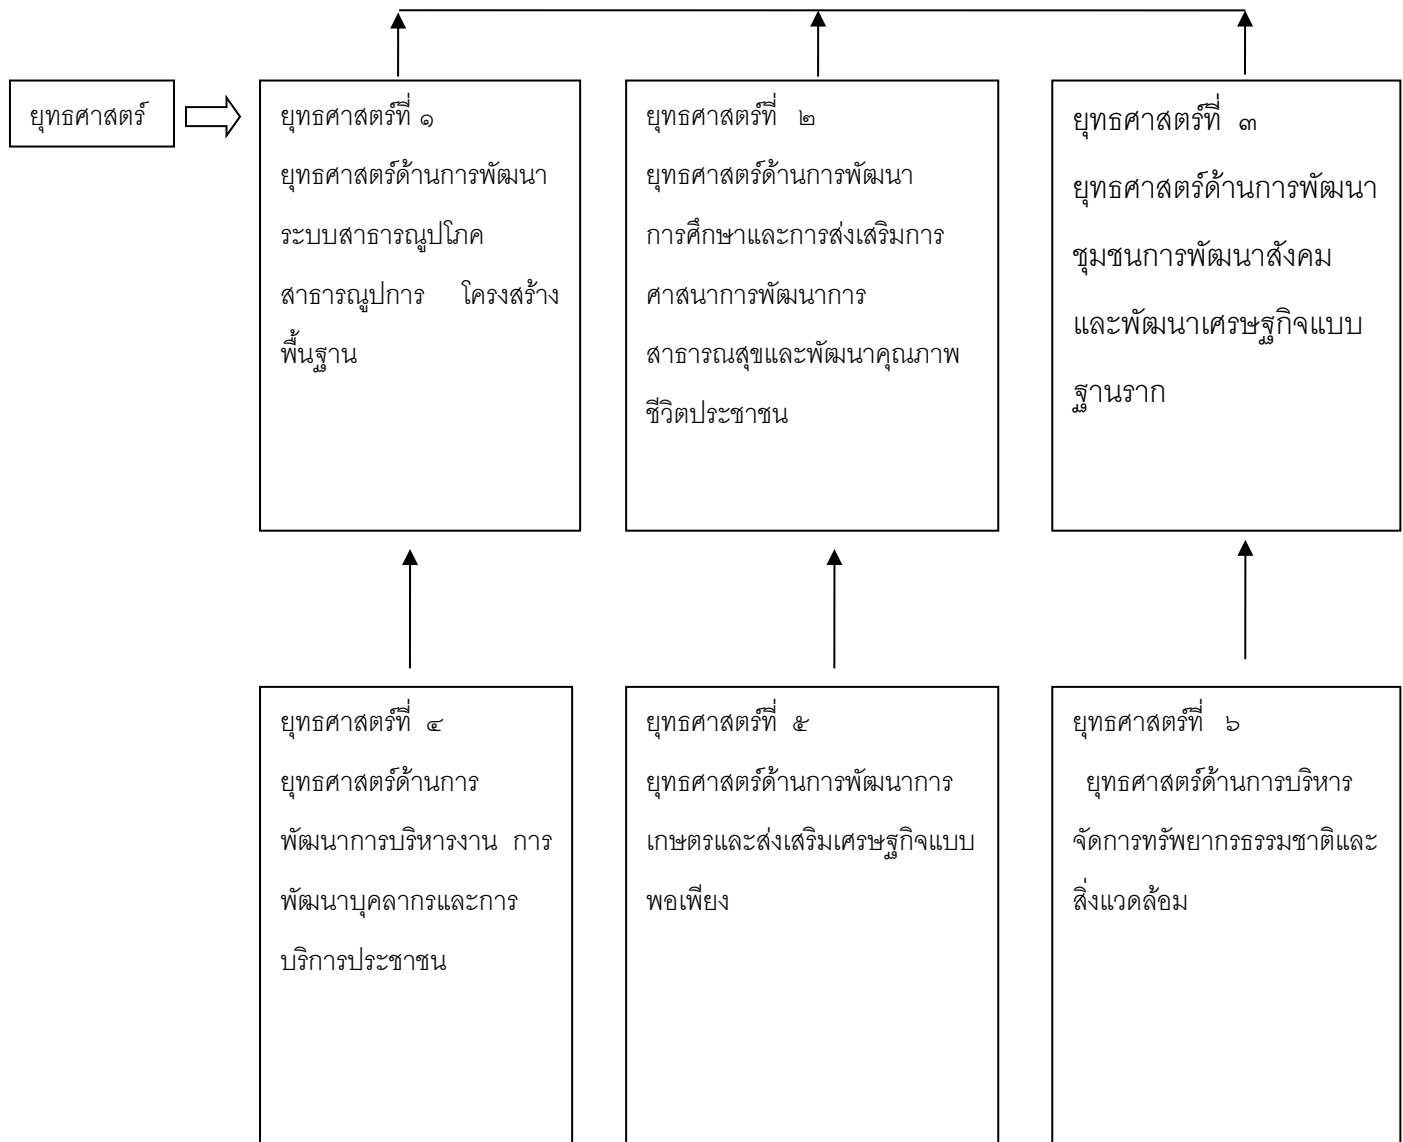 ยุทธศาสตร์
ยุทธศาสตร์ที่ ๑
ยุทธศาสตร์ด้านการพัฒนา
ระบบสาธารณูปโภค
สาธารณูปการ โครงสร้าง
พื้นฐาน
ยุทธศาสตร์ที่ ๒
ยุทธศาสตร์ด้านการพัฒนา
การศึกษาและการส่งเสริมการ
ศาสนาการพัฒนาการ
สาธารณสุขและพัฒนาคุณภาพ
ชีวิตประชาชน
ยุทธศาสตร์ที่ ๓
ยุทธศาสตร์ด้านการพัฒนา
ชุมชนการพัฒนาสังคม
และพัฒนาเศรษฐกิจแบบ
ฐานราก
ยุทธศาสตร์ที่ ๔
ยุทธศาสตร์ด้านการ
พัฒนาการบริหารงาน การ
พัฒนาบุคลากรและการ
บริการประชาชน
ยุทธศาสตร์ที่ ๕
ยุทธศาสตร์ด้านการพัฒนาการ
เกษตรและส่งเสริมเศรษฐกิจแบบ
พอเพียง
ยุทธศาสตร์ที่ ๖
ยุทธศาสตร์ด้านการบริหาร
จัดการทรัพยากรธรรมชาติและ
สิ่งแวดล้อม